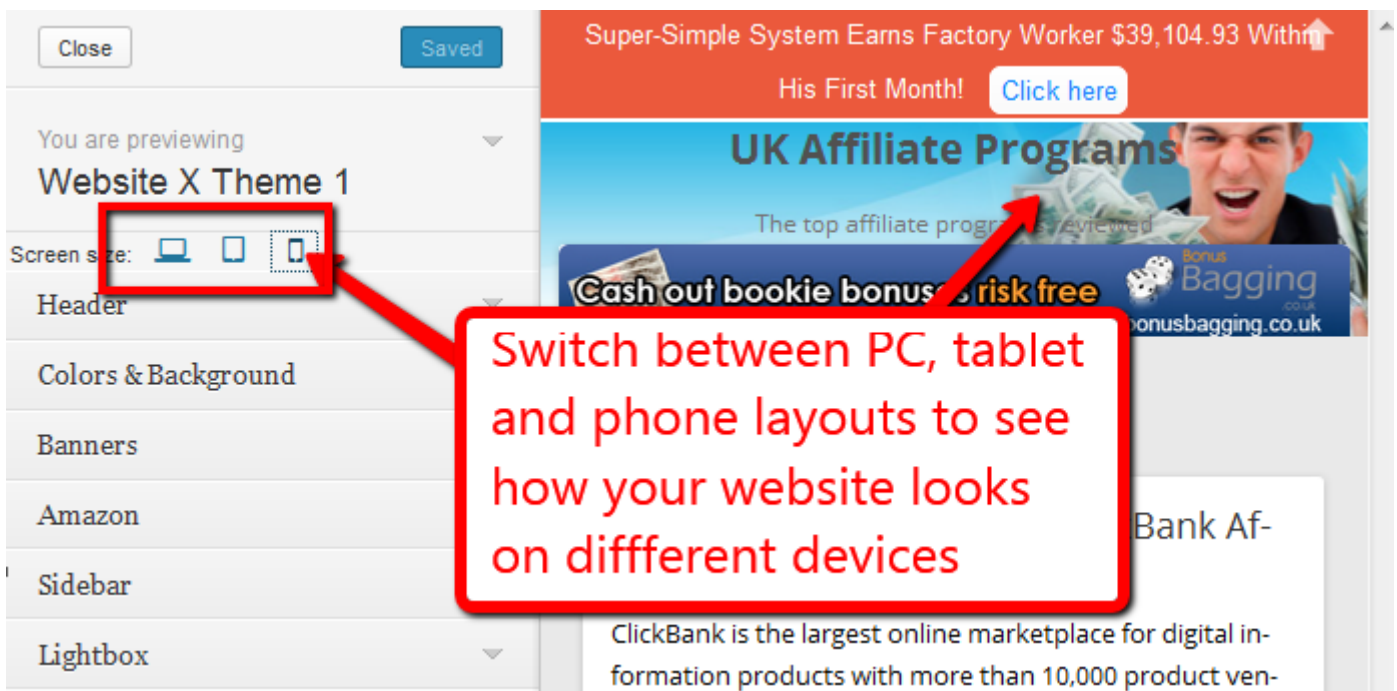 Close
Saved
You are previewing
Website X Theme 1
Screen size:
Header
Colors & Background
Banners
Amazon
Sidebar
Lightbox
Super-Simple System Earns Factory Worker $39,104.93 Within
His First Month! Click here
UK Affiliate Programs
The top affiliate programs reviewed
Cash out bookie bonuses risk free
Bonus
Bagging
.co.uk
bonusbagging.co.uk
Switch between PC, tablet
and phone layouts to see
how your website looks
on diffferent devices
Bank Af-
ClickBank is the largest online marketplace for digital in-
formation products with more than 10,000 product ven-